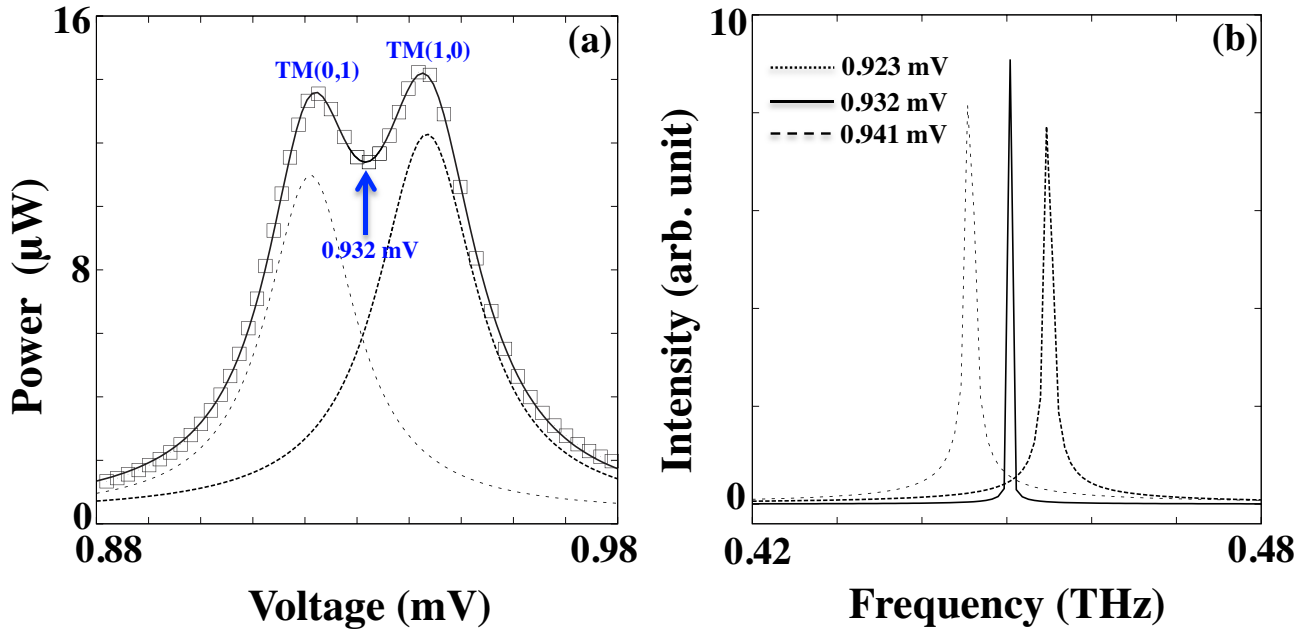 16
(a)
TM(0,1)
TM(1,0)
0.932 mV
8
0
0.88
0.98
Power (μW)
Voltage (mV)
10
(b)
0.923 mV
0.932 mV
0.941 mV
0
0.42
0.48
Intensity (arb. unit)
Frequency (THz)